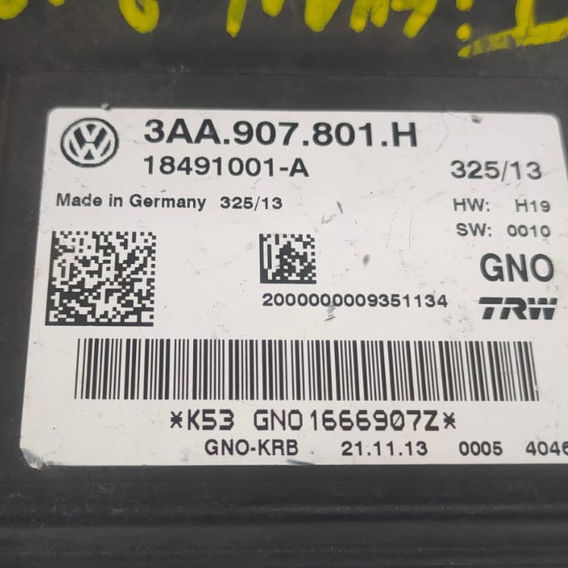 3AA.907.801.H
18491001-A 325/13
Made in Germany 325/13 HW: H19
SW: 0010
GNO
2000000009351134 TRW
*K53 GNO1666907Z*
GNO-KRB 21.11.13 0005 4046